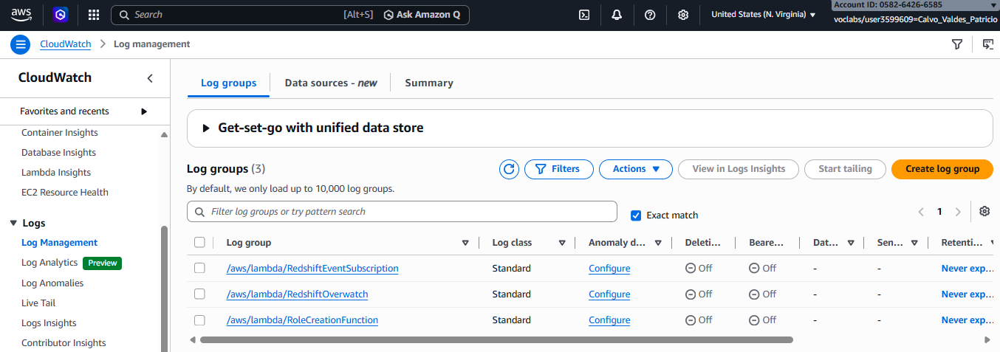 aws
Search [Alt+S] Ask Amazon Q
United States (N. Virginia)
Account ID: 0582-6426-6585
voclabs/user3599609=Calvo_Valdes_Patricio
CloudWatch > Log management
CloudWatch
Favorites and recents
Container Insights
Database Insights
Lambda Insights
EC2 Resource Health
Logs
Log Management
Log Analytics Preview
Log Anomalies
Live Tail
Logs Insights
Contributor Insights
Log groups Data sources - new Summary
Get-set-go with unified data store
Log groups (3) Filters Actions View in Logs Insights Start tailing Create log group
By default, we only load up to 10,000 log groups.
Filter log groups or try pattern search Exact match 1
Log group Log class Anomaly d... Deleti... Beare... Dat... Sen... Retenti...
/aws/lambda/RedshiftEventSubscription Standard Configure Off Off - - Never exp...
/aws/lambda/RedshiftOverwatch Standard Configure Off Off - - Never exp...
/aws/lambda/RoleCreationFunction Standard Configure Off Off - - Never exp...